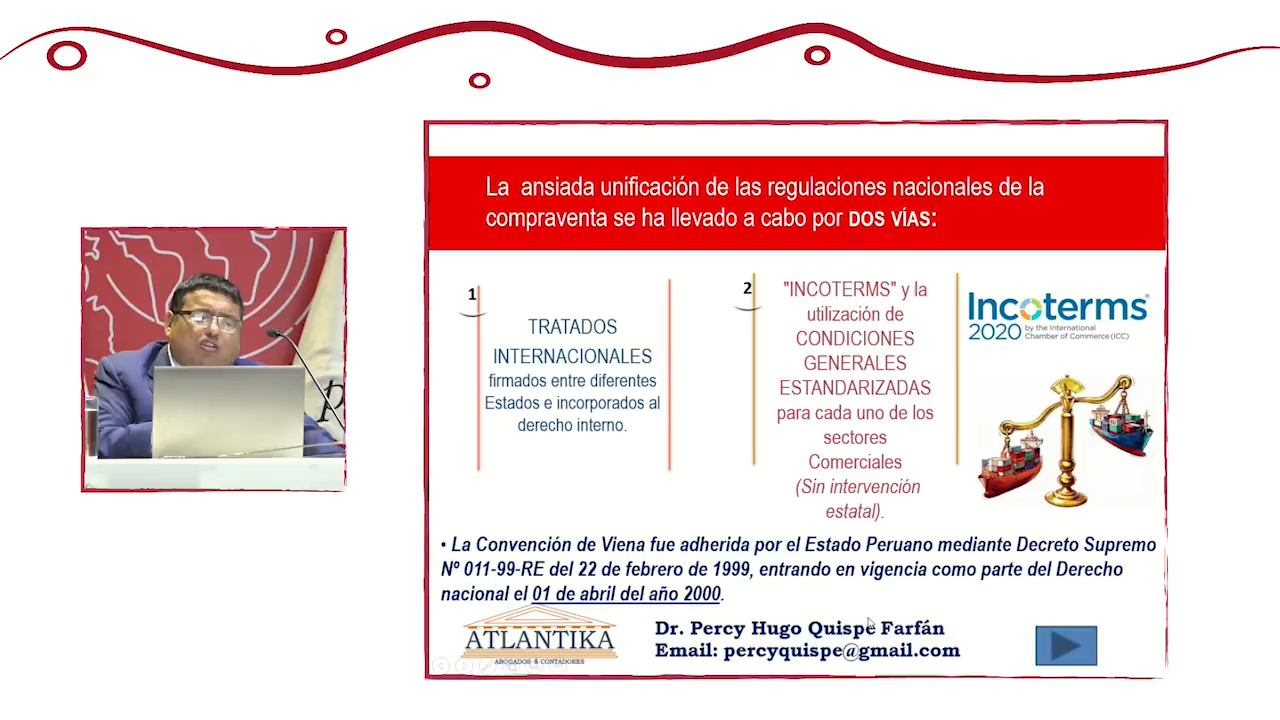 La ansiada unificación de las regulaciones nacionales de la
compraventa se ha llevado a cabo por DOS VÍAS:
1
TRATADOS
INTERNACIONALES
firmados entre diferentes
Estados e incorporados al
derecho interno.
2
"INCOTERMS" y la
utilización de
CONDICIONES
GENERALES
ESTANDARIZADAS
para cada uno de los
sectores
Comerciales
(Sin intervención
estatal).
Incoterms®
2020 by the International
Chamber of Commerce (ICC)
• La Convención de Viena fue adherida por el Estado Peruano mediante Decreto Supremo
Nº 011-99-RE del 22 de febrero de 1999, entrando en vigencia como parte del Derecho
nacional el 01 de abril del año 2000.
ATLANTIKA
ABOGADOS & CONTADORES
Dr. Percy Hugo Quispe Farfán
Email: percyquispe@gmail.com